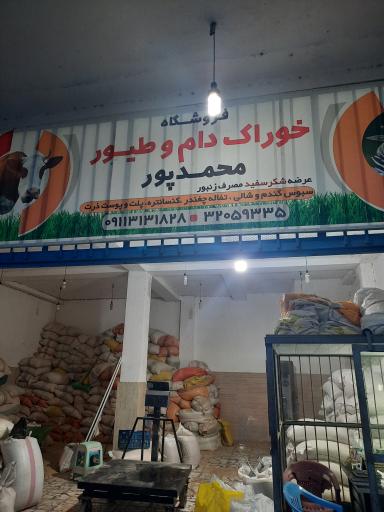 فروشگاه
خوراک دام و طیور
محمدپور
عرضه شکر سفید مصرف زنبور
سبوس گندم و شالی ، تفاله چغندر ، کنسانتره، پلت و پوست ذرت
۰۹۱۱۳۱۳۱۸۲۸ ۳۲۰۵۹۳۳۵